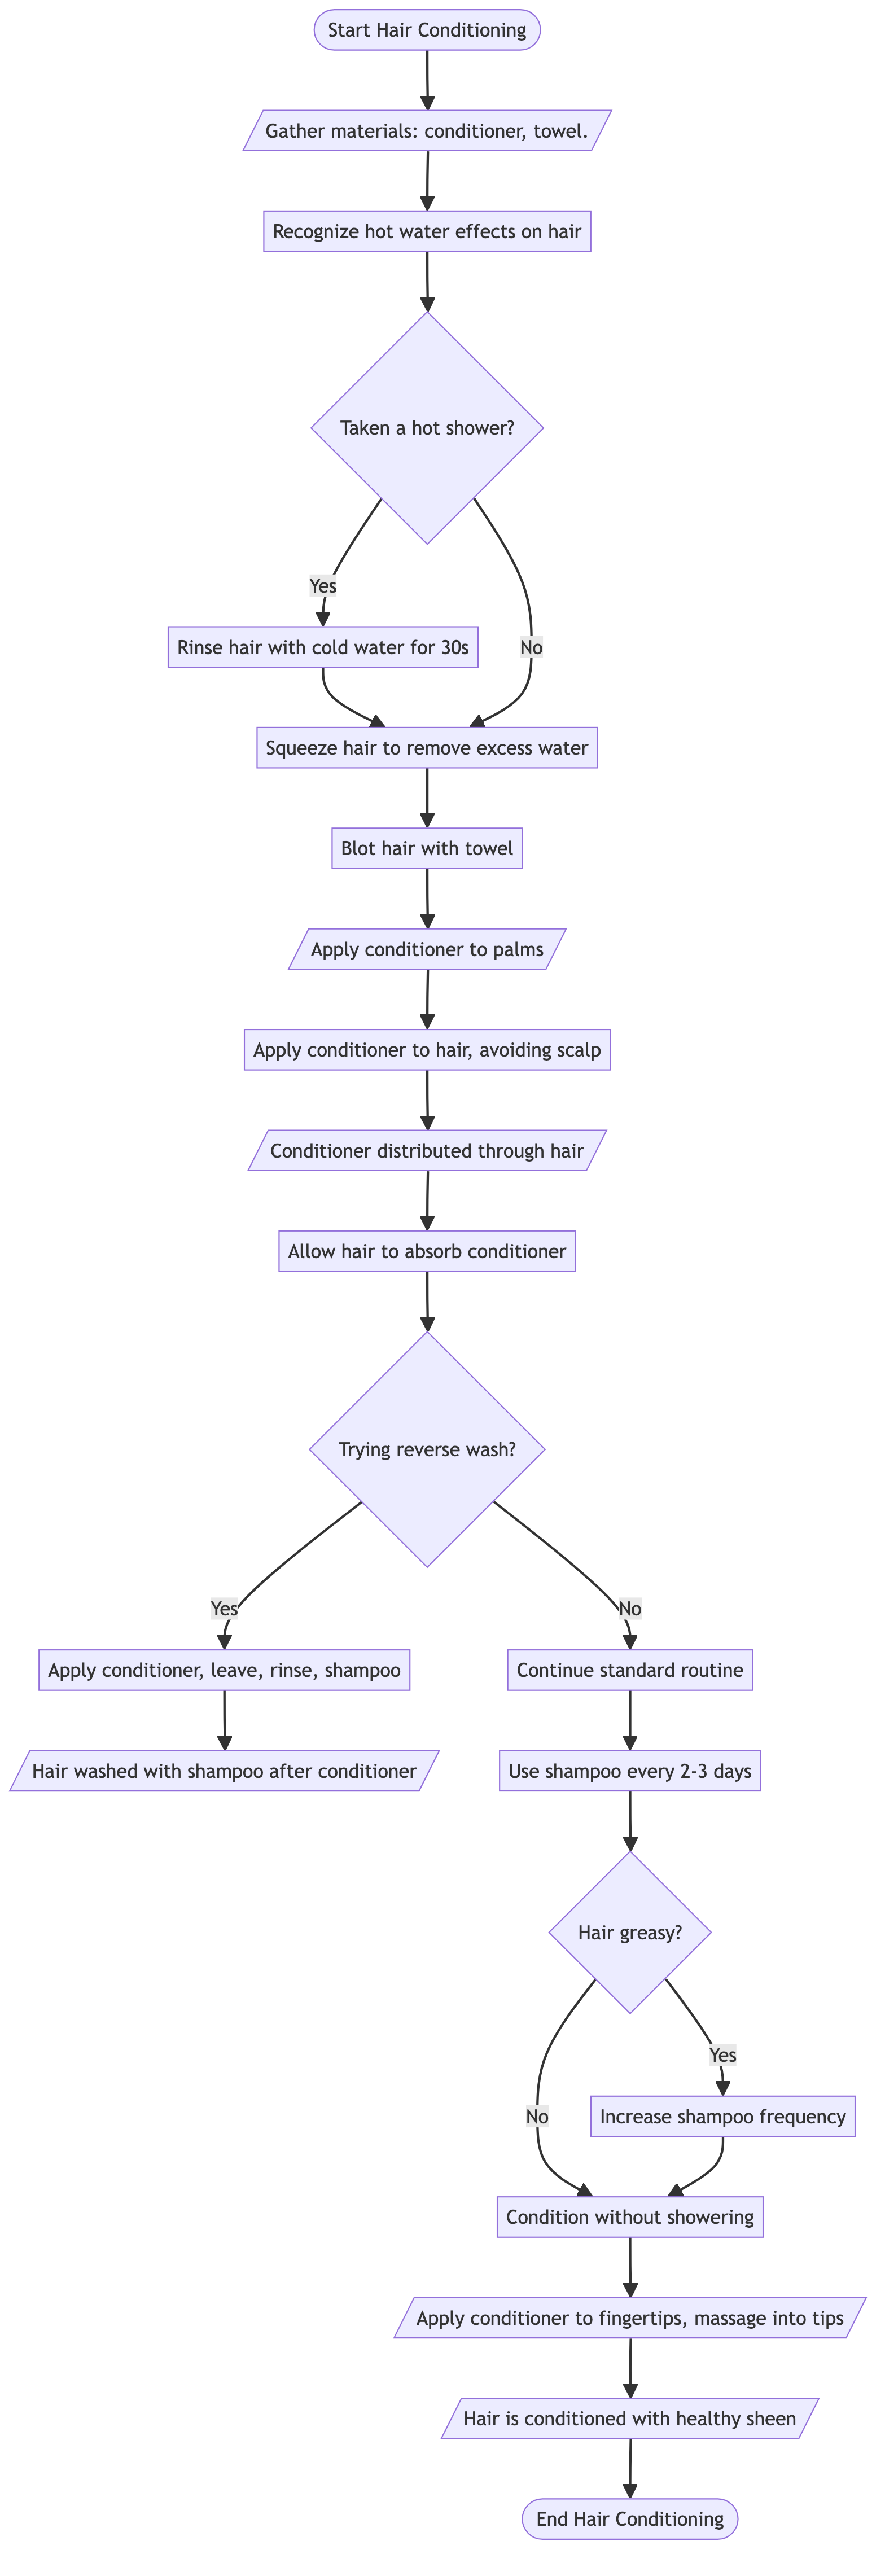 Start Hair Conditioning
Gather materials: conditioner, towel.
Recognize hot water effects on hair
Taken a hot shower?
Yes
Rinse hair with cold water for 30s
No
Squeeze hair to remove excess water
Blot hair with towel
Apply conditioner to palms
Apply conditioner to hair, avoiding scalp
Conditioner distributed through hair
Allow hair to absorb conditioner
Trying reverse wash?
Yes
No
Apply conditioner, leave, rinse, shampoo
Continue standard routine
Hair washed with shampoo after conditioner
Use shampoo every 2-3 days
Hair greasy?
Yes
No
Increase shampoo frequency
Condition without showering
Apply conditioner to fingertips, massage into tips
Hair is conditioned with healthy sheen
End Hair Conditioning